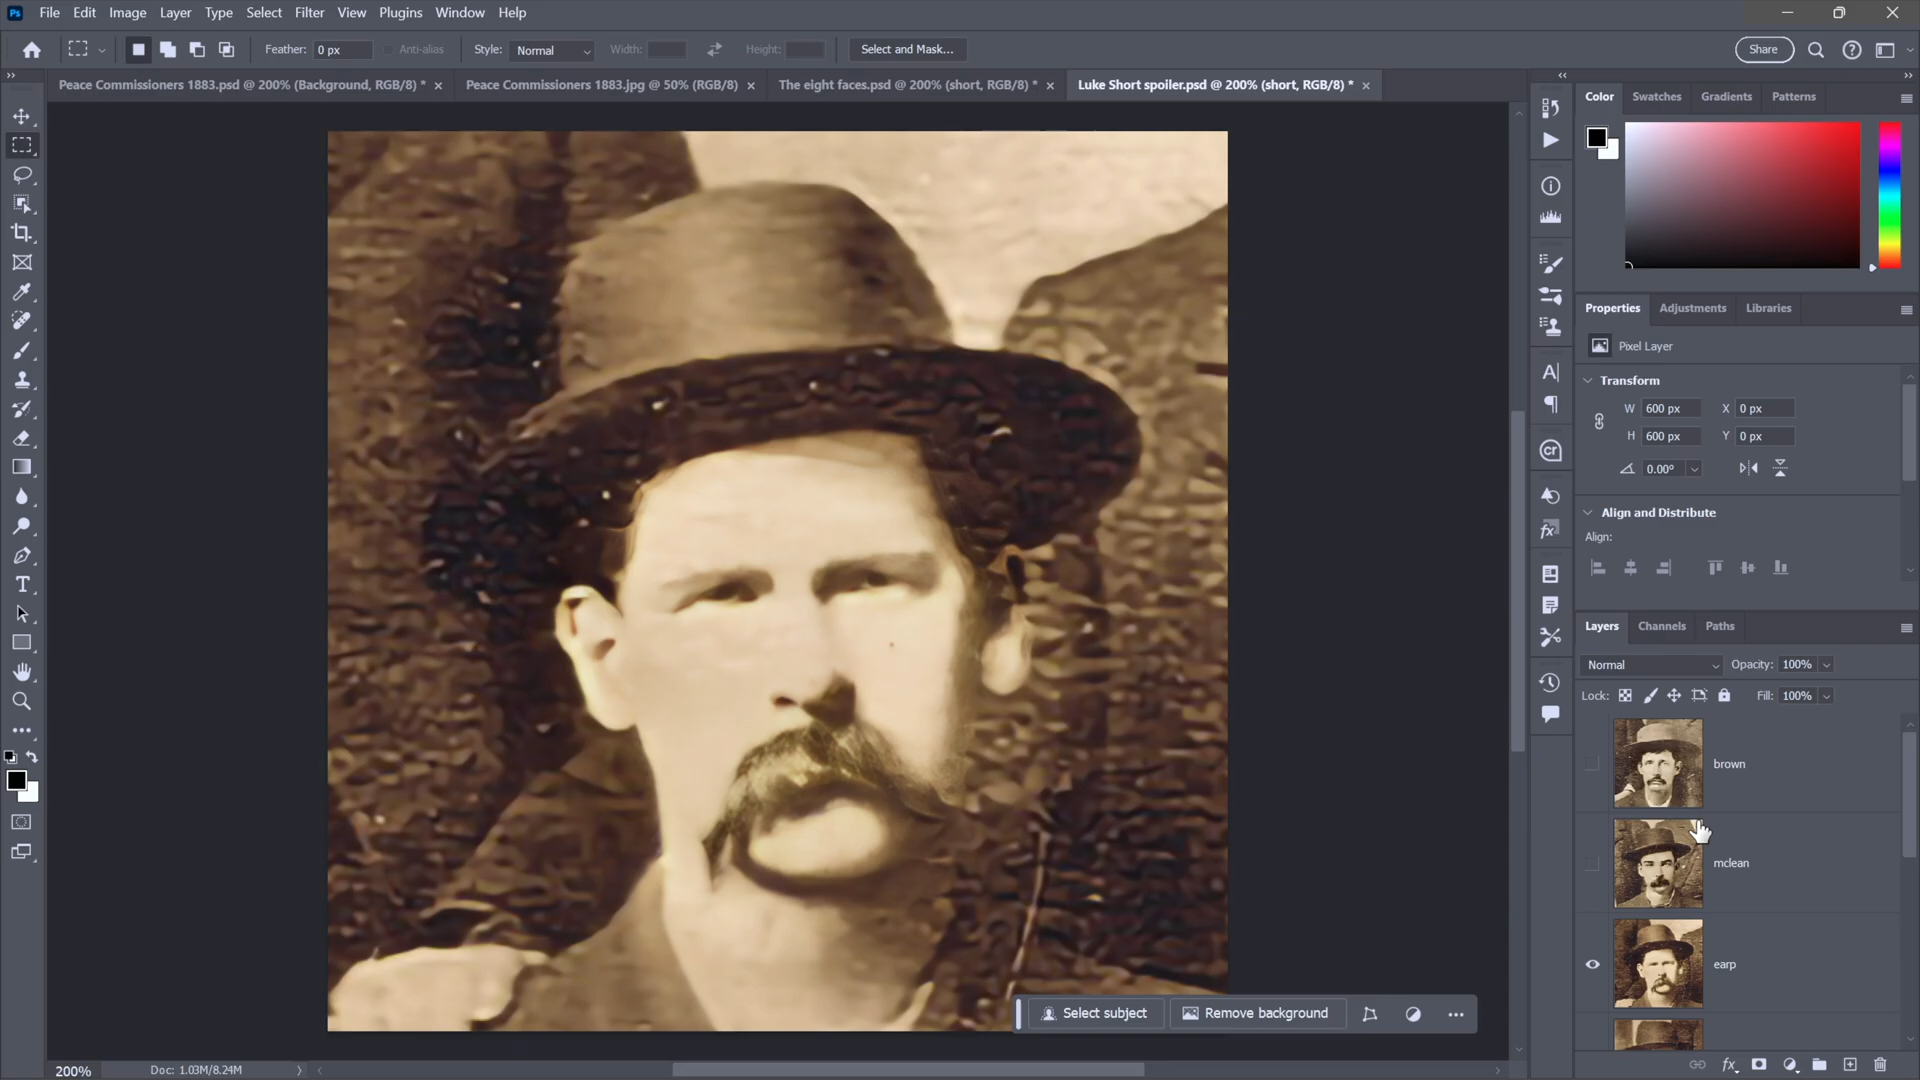 Ps File Edit Image Layer Type Select Filter View Plugins Window Help
Feather: 0 px Anti-alias Style: Normal Width: Height: Select and Mask... Share
Peace Commissioners 1883.psd @ 200% (Background, RGB/8) * Peace Commissioners 1883.jpg @ 50% (RGB/8) The eight faces.psd @ 200% (short, RGB/8) * Luke Short spoiler.psd @ 200% (short, RGB/8) *
Color Swatches Gradients Patterns
Properties Adjustments Libraries
Pixel Layer
Transform
W 600 px X 0 px
H 600 px Y 0 px
0.00°
Align and Distribute
Align:
Layers Channels Paths
Normal Opacity: 100%
Lock: Fill: 100%
brown
mclean
earp
Select subject Remove background
200% Doc: 1.03M/8.24M